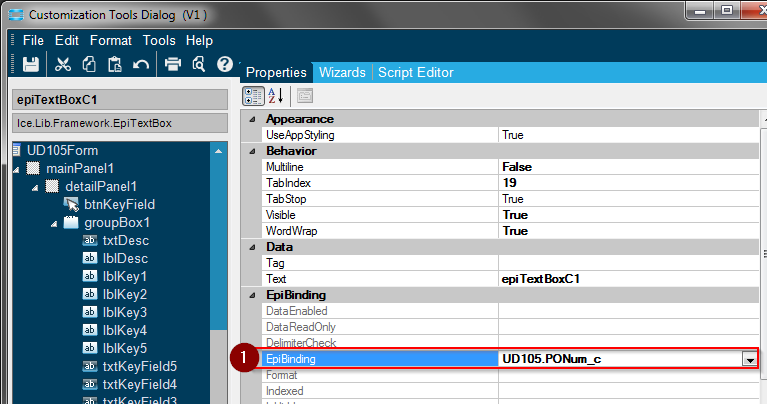 Customization Tools Dialog (V1 )
File Edit Format Tools Help
Properties Wizards Script Editor
epiTextBoxC1
Ice.Lib.Framework.EpiTextBox
UD105Form
mainPanel1
detailPanel1
btnKeyField
groupBox1
txtDesc
lblDesc
lblKey1
lblKey2
lblKey3
lblKey4
lblKey5
txtKeyField5
txtKeyField4
txtKeyField3
Appearance
UseAppStyling True
Behavior
Multiline False
TabIndex 19
TabStop True
Visible True
WordWrap True
Data
Tag
Text epiTextBoxC1
EpiBinding
DataEnabled
DataReadOnly
DelimiterCheck
1 EpiBinding UD105.PONum_c
Format
Indexed